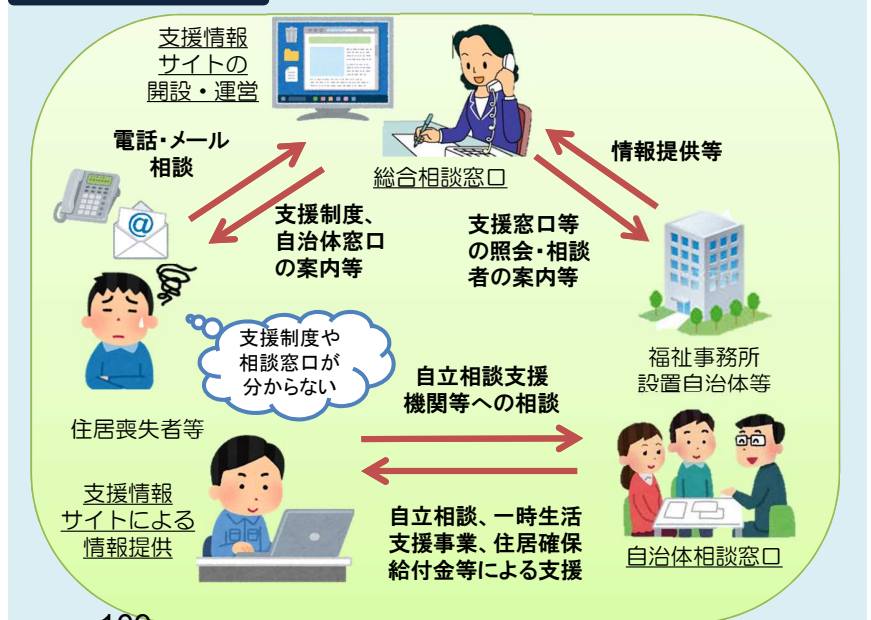 支援情報
サイトの
開設・運営
電話・メール
相談
総合相談窓口
情報提供等
支援制度、
自治体窓口
の案内等
支援窓口等
の照会・相談
者の案内等
@
支援制度や
相談窓口が
分からない
福祉事務所
設置自治体等
住居喪失者等
自立相談支援
機関等への相談
支援情報
サイトによる
情報提供
自立相談、一時生活
支援事業、住居確保
給付金等による支援
自治体相談窓口